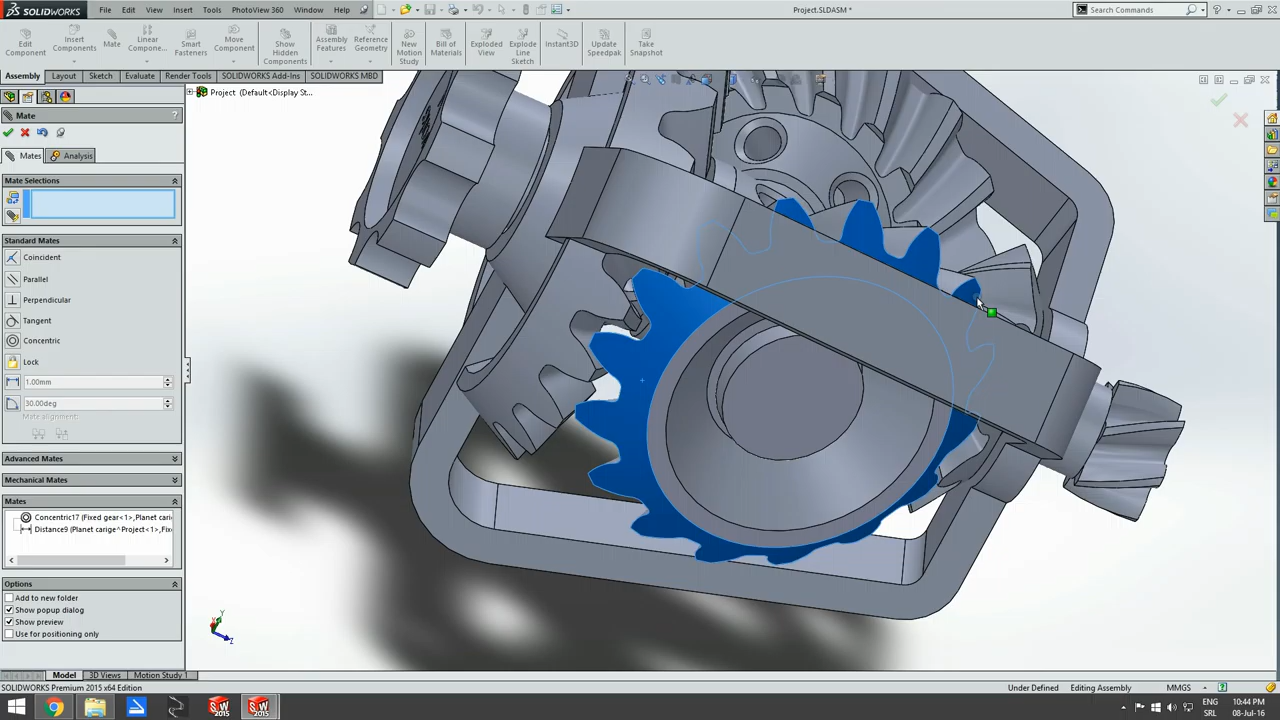 SOLIDWORKS
File Edit View Insert Tools PhotoView 360 Window Help
Project.SLDASM *
Search Commands
Edit Component
Insert Components
Mate
Linear Compone...
Smart Fasteners
Move Component
Show Hidden Components
Assembly Features
Reference Geometry
New Motion Study
Bill of Materials
Exploded View
Explode Line Sketch
Instant3D
Update Speedpak
Take Snapshot
Assembly Layout Sketch Evaluate Render Tools SOLIDWORKS Add-Ins SOLIDWORKS MBD
Project (Default<Display St...
Mate ?
Mates Analysis
Mate Selections
Standard Mates
Coincident
Parallel
Perpendicular
Tangent
Concentric
Lock
1.00mm
30.00deg
Mate alignment:
Advanced Mates
Mechanical Mates
Mates
Concentric17 (Fixed gear<1>,Planet carig
Distance9 (Planet carige^Project<1>,Fixe
Options
Add to new folder
Show popup dialog
Show preview
Use for positioning only
Y
Z
Model 3D Views Motion Study 1
SOLIDWORKS Premium 2015 x64 Edition
Under Defined Editing Assembly MMGS
2015
2015
ENG
SRL
10:44 PM
08-Jul-16